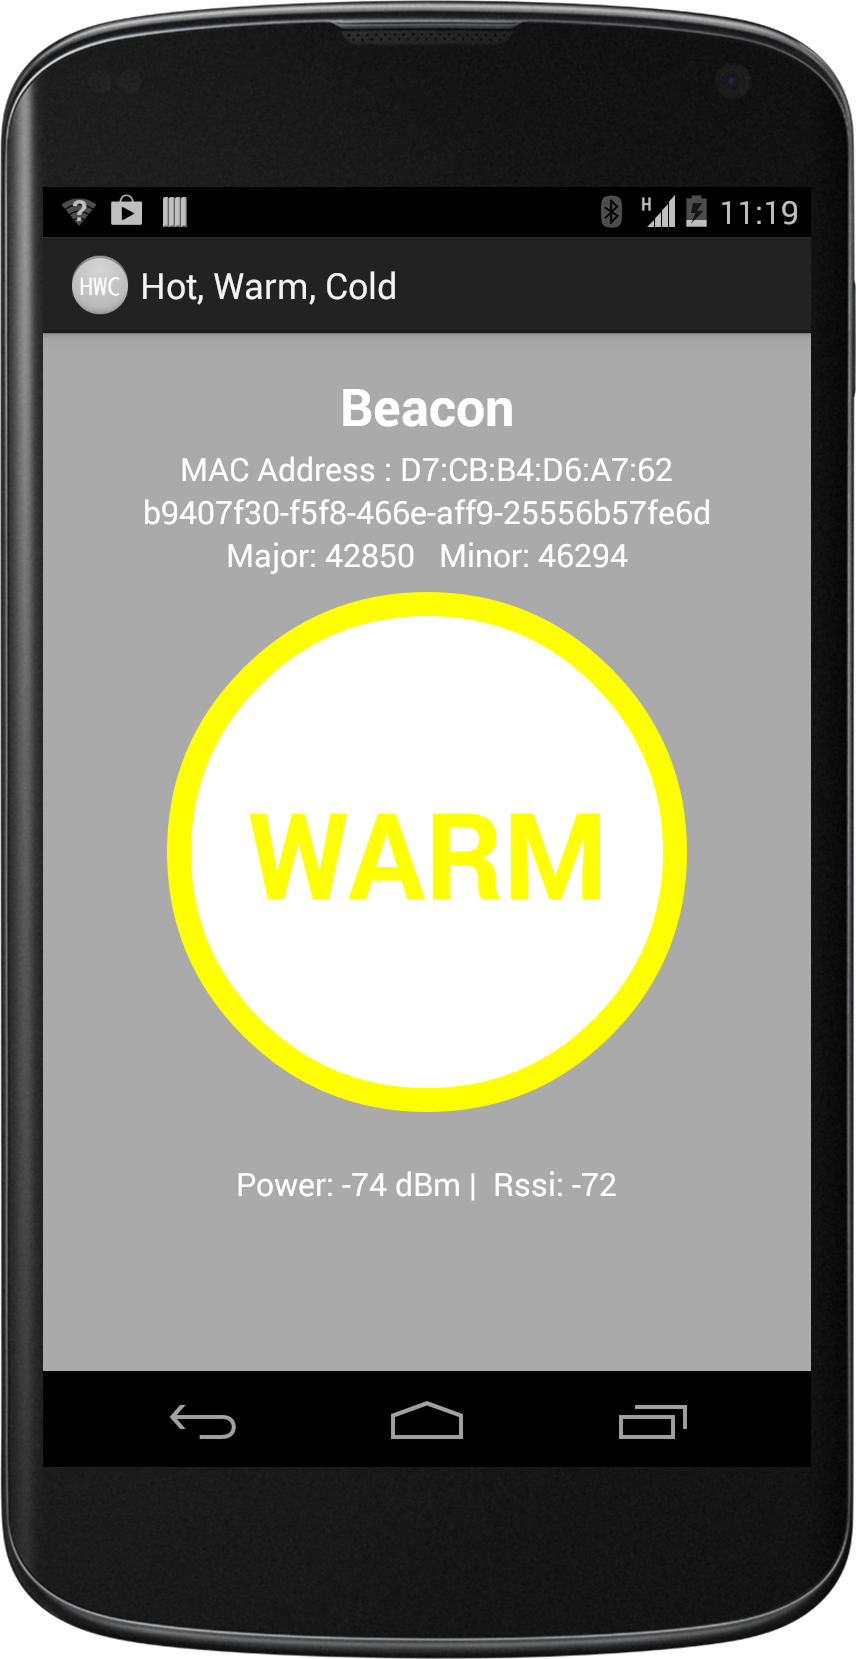 H 11:19
HWC Hot, Warm, Cold
Beacon
MAC Address : D7:CB:B4:D6:A7:62
b9407f30-f5f8-466e-aff9-25556b57fe6d
Major: 42850 Minor: 46294
WARM
Power: -74 dBm | Rssi: -72